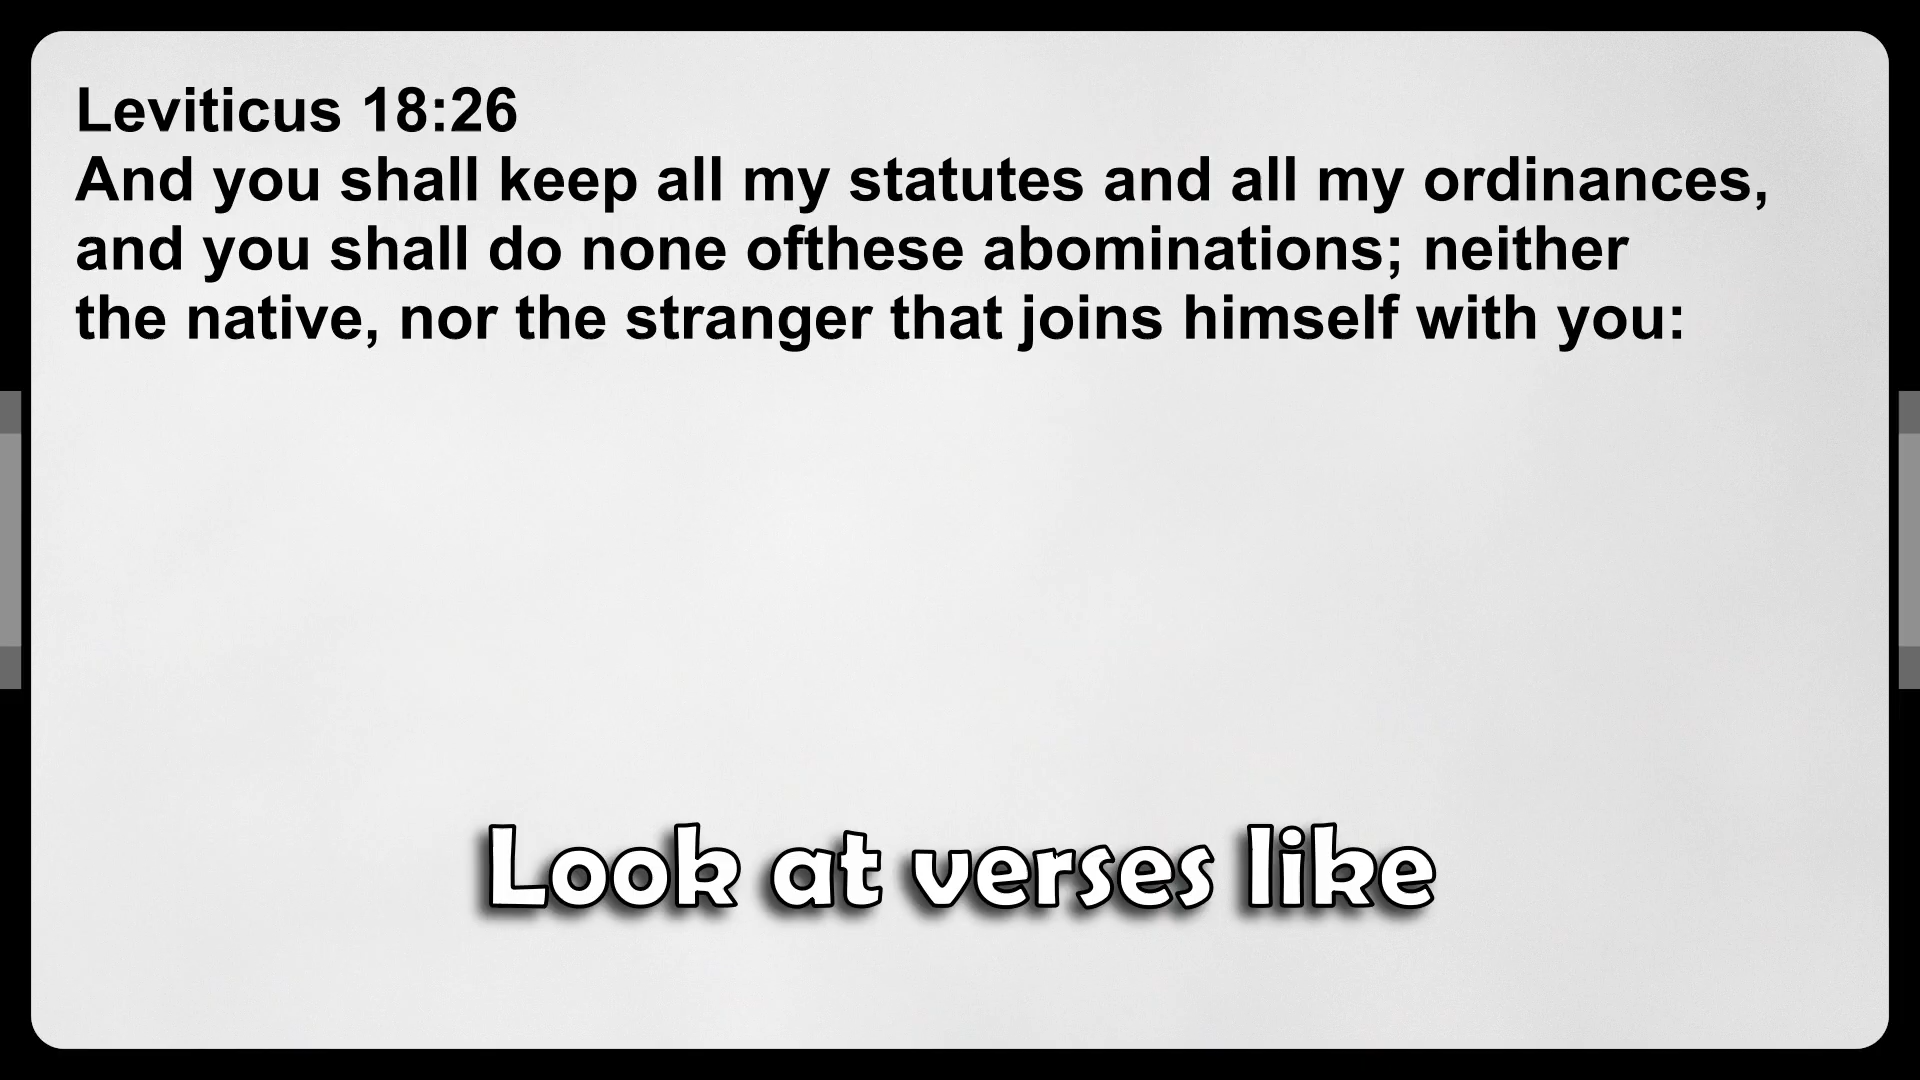 Leviticus 18:26
And you shall keep all my statutes and all my ordinances,
and you shall do none ofthese abominations; neither
the native, nor the stranger that joins himself with you:
Look at verses like